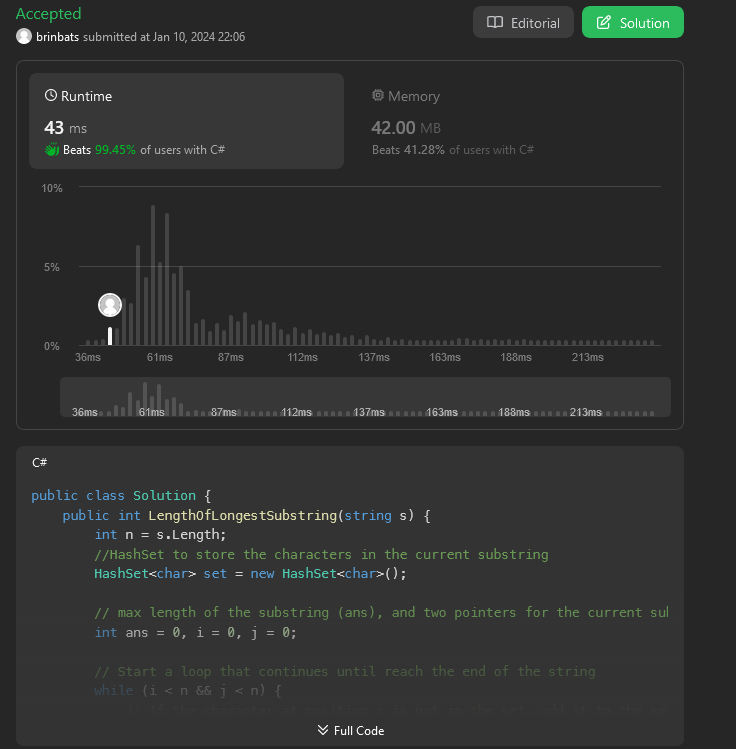 Accepted
brinbats submitted at Jan 10, 2024 22:06
Editorial
Solution
Runtime
43 ms
Beats 99.45% of users with C#
Memory
42.00 MB
Beats 41.28% of users with C#
10%
5%
0%
36ms 61ms 87ms 112ms 137ms 163ms 188ms 213ms
36ms 61ms 87ms 112ms 137ms 163ms 188ms 213ms
C#
public class Solution {
public int LengthOfLongestSubstring(string s) {
int n = s.Length;
//HashSet to store the characters in the current substring
HashSet<char> set = new HashSet<char>();
// max length of the substring (ans), and two pointers for the current
int ans = 0, i = 0, j = 0;
// Start a loop that continues until reach the end of the string
while (i < n && j < n) {
Full Code